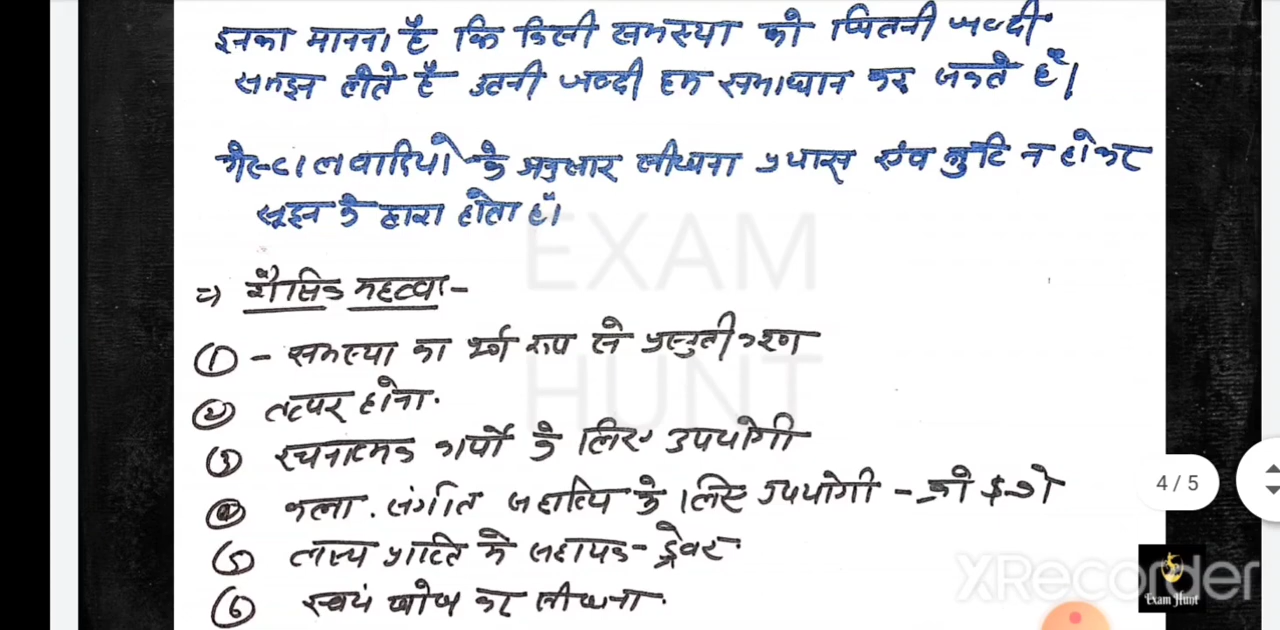 इनका मानना है कि किसी समस्या को जितनी जल्दी
समझ लेते है उतनी जल्दी हम समाधान कर सकते हैं।
गेस्टालवादियो के अनुसार सीखना प्रयास एंव त्रुटि न होकर
सूझ के द्वारा होता हैं।
=> शैक्षिक महत्व -
① - समस्या का पूर्ण रूप से प्रस्तुतीकरण
② तत्पर होना.
③ रचनात्मक कार्यो के लिए उपयोगी
④ कला. संगीत साहित्य के लिए उपयोगी - क्रो & क्रो
⑤ लक्ष्य प्राप्ति मे सहायक - ड्रेवर
⑥ स्वयं खोज कर सीखना.
EXAM
HUNT
4 / 5
XRecorder
Exam Hunt